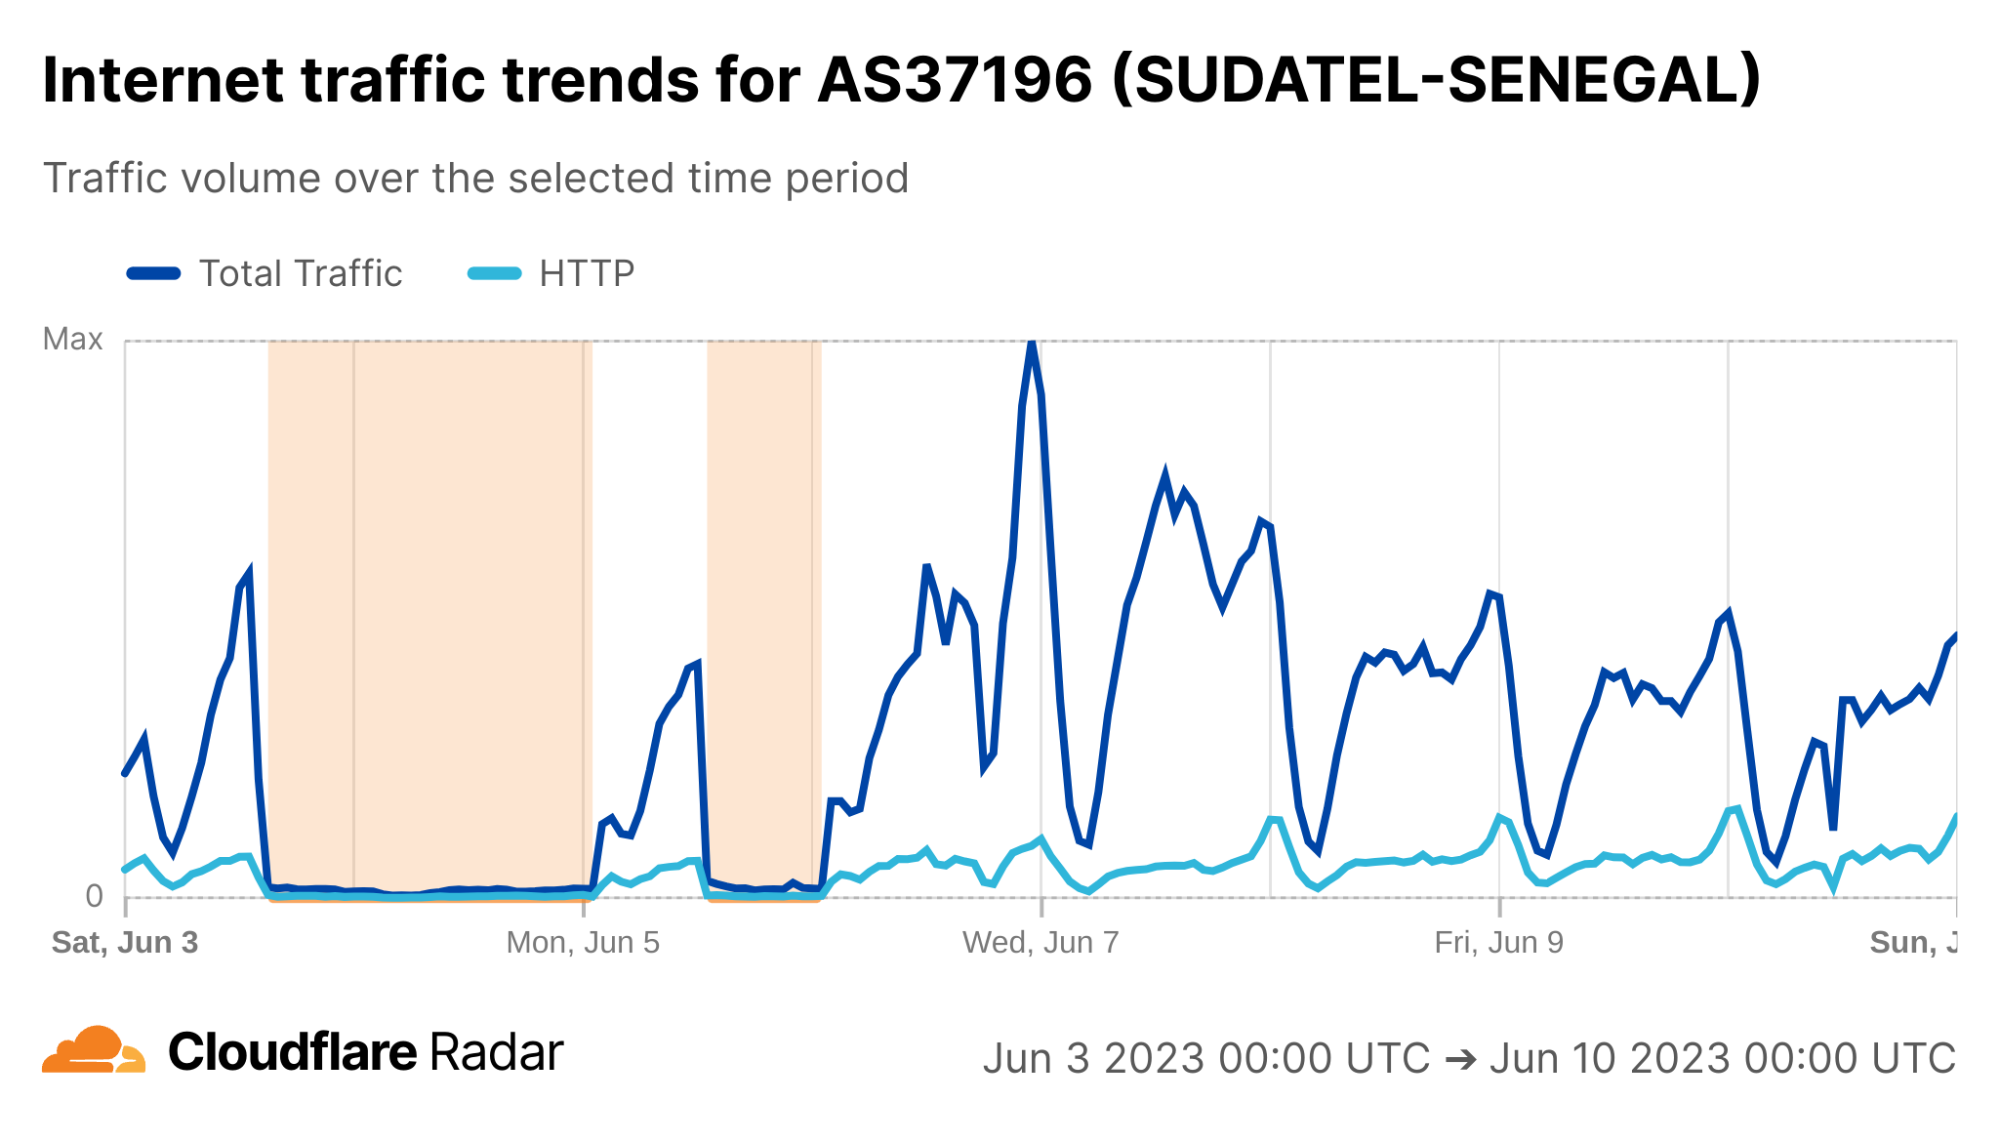 Internet traffic trends for AS37196 (SUDATEL-SENEGAL)
Traffic volume over the selected time period
Total Traffic HTTP
Max
0
Sat, Jun 3 Mon, Jun 5 Wed, Jun 7 Fri, Jun 9 Sun,
Cloudflare Radar
Jun 3 2023 00:00 UTC ➔ Jun 10 2023 00:00 UTC